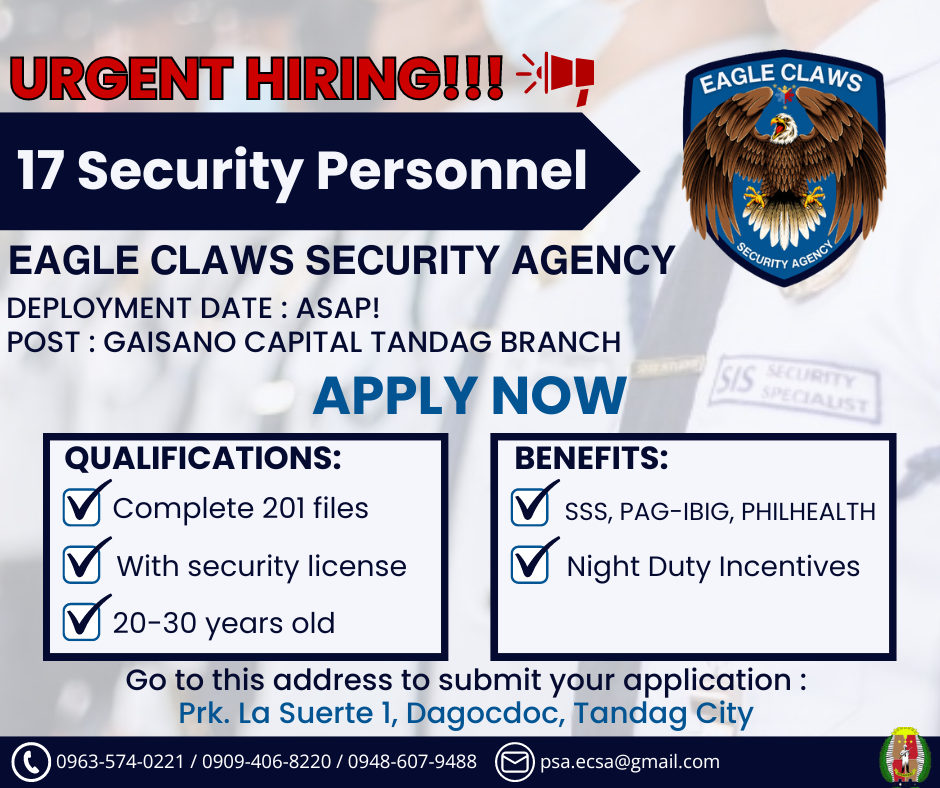 URGENT HIRING!!!
EAGLE CLAWS
SECURITY AGENCY
17 Security Personnel
EAGLE CLAWS SECURITY AGENCY
DEPLOYMENT DATE : ASAP!
POST : GAISANO CAPITAL TANDAG BRANCH
SIS SECURITY
SPECIALIST
APPLY NOW
QUALIFICATIONS:
Complete 201 files
With security license
20-30 years old
BENEFITS:
SSS, PAG-IBIG, PHILHEALTH
Night Duty Incentives
Go to this address to submit your application :
Prk. La Suerte 1, Dagocdoc, Tandag City
0963-574-0221 / 0909-406-8220 / 0948-607-9488 psa.ecsa@gmail.com